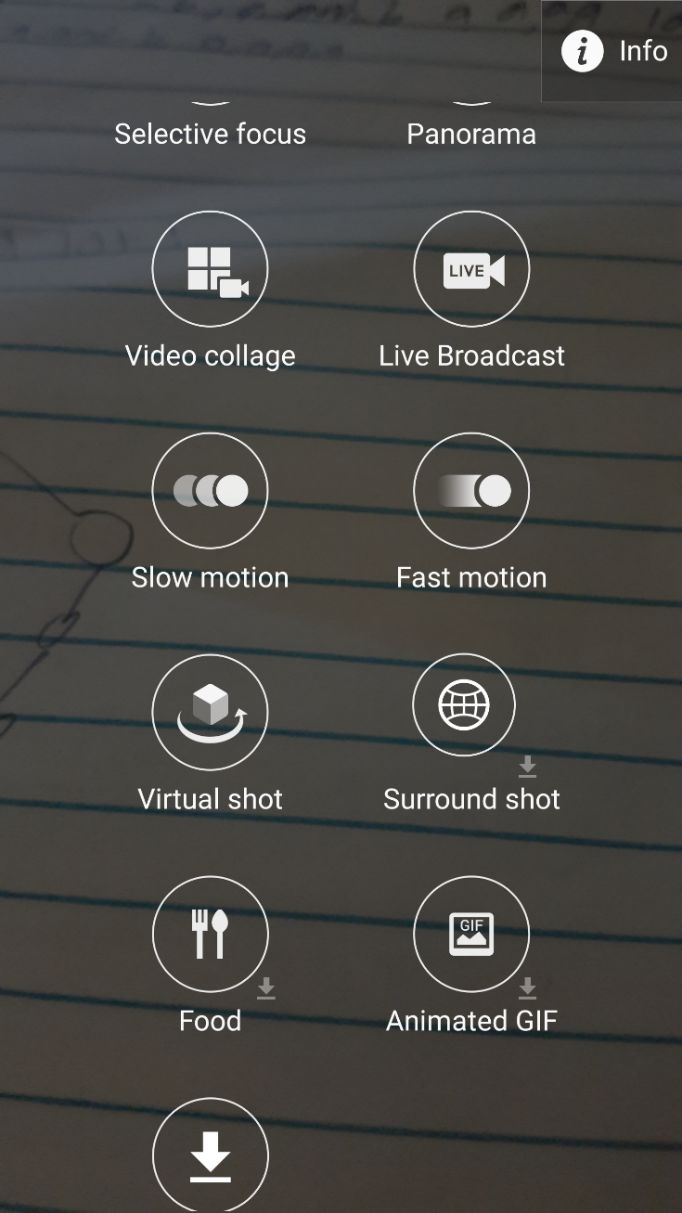 Info
Selective focus
Panorama
Video collage
LIVE
Live Broadcast
Slow motion
Fast motion
Virtual shot
Surround shot
GIF
Food
Animated GIF